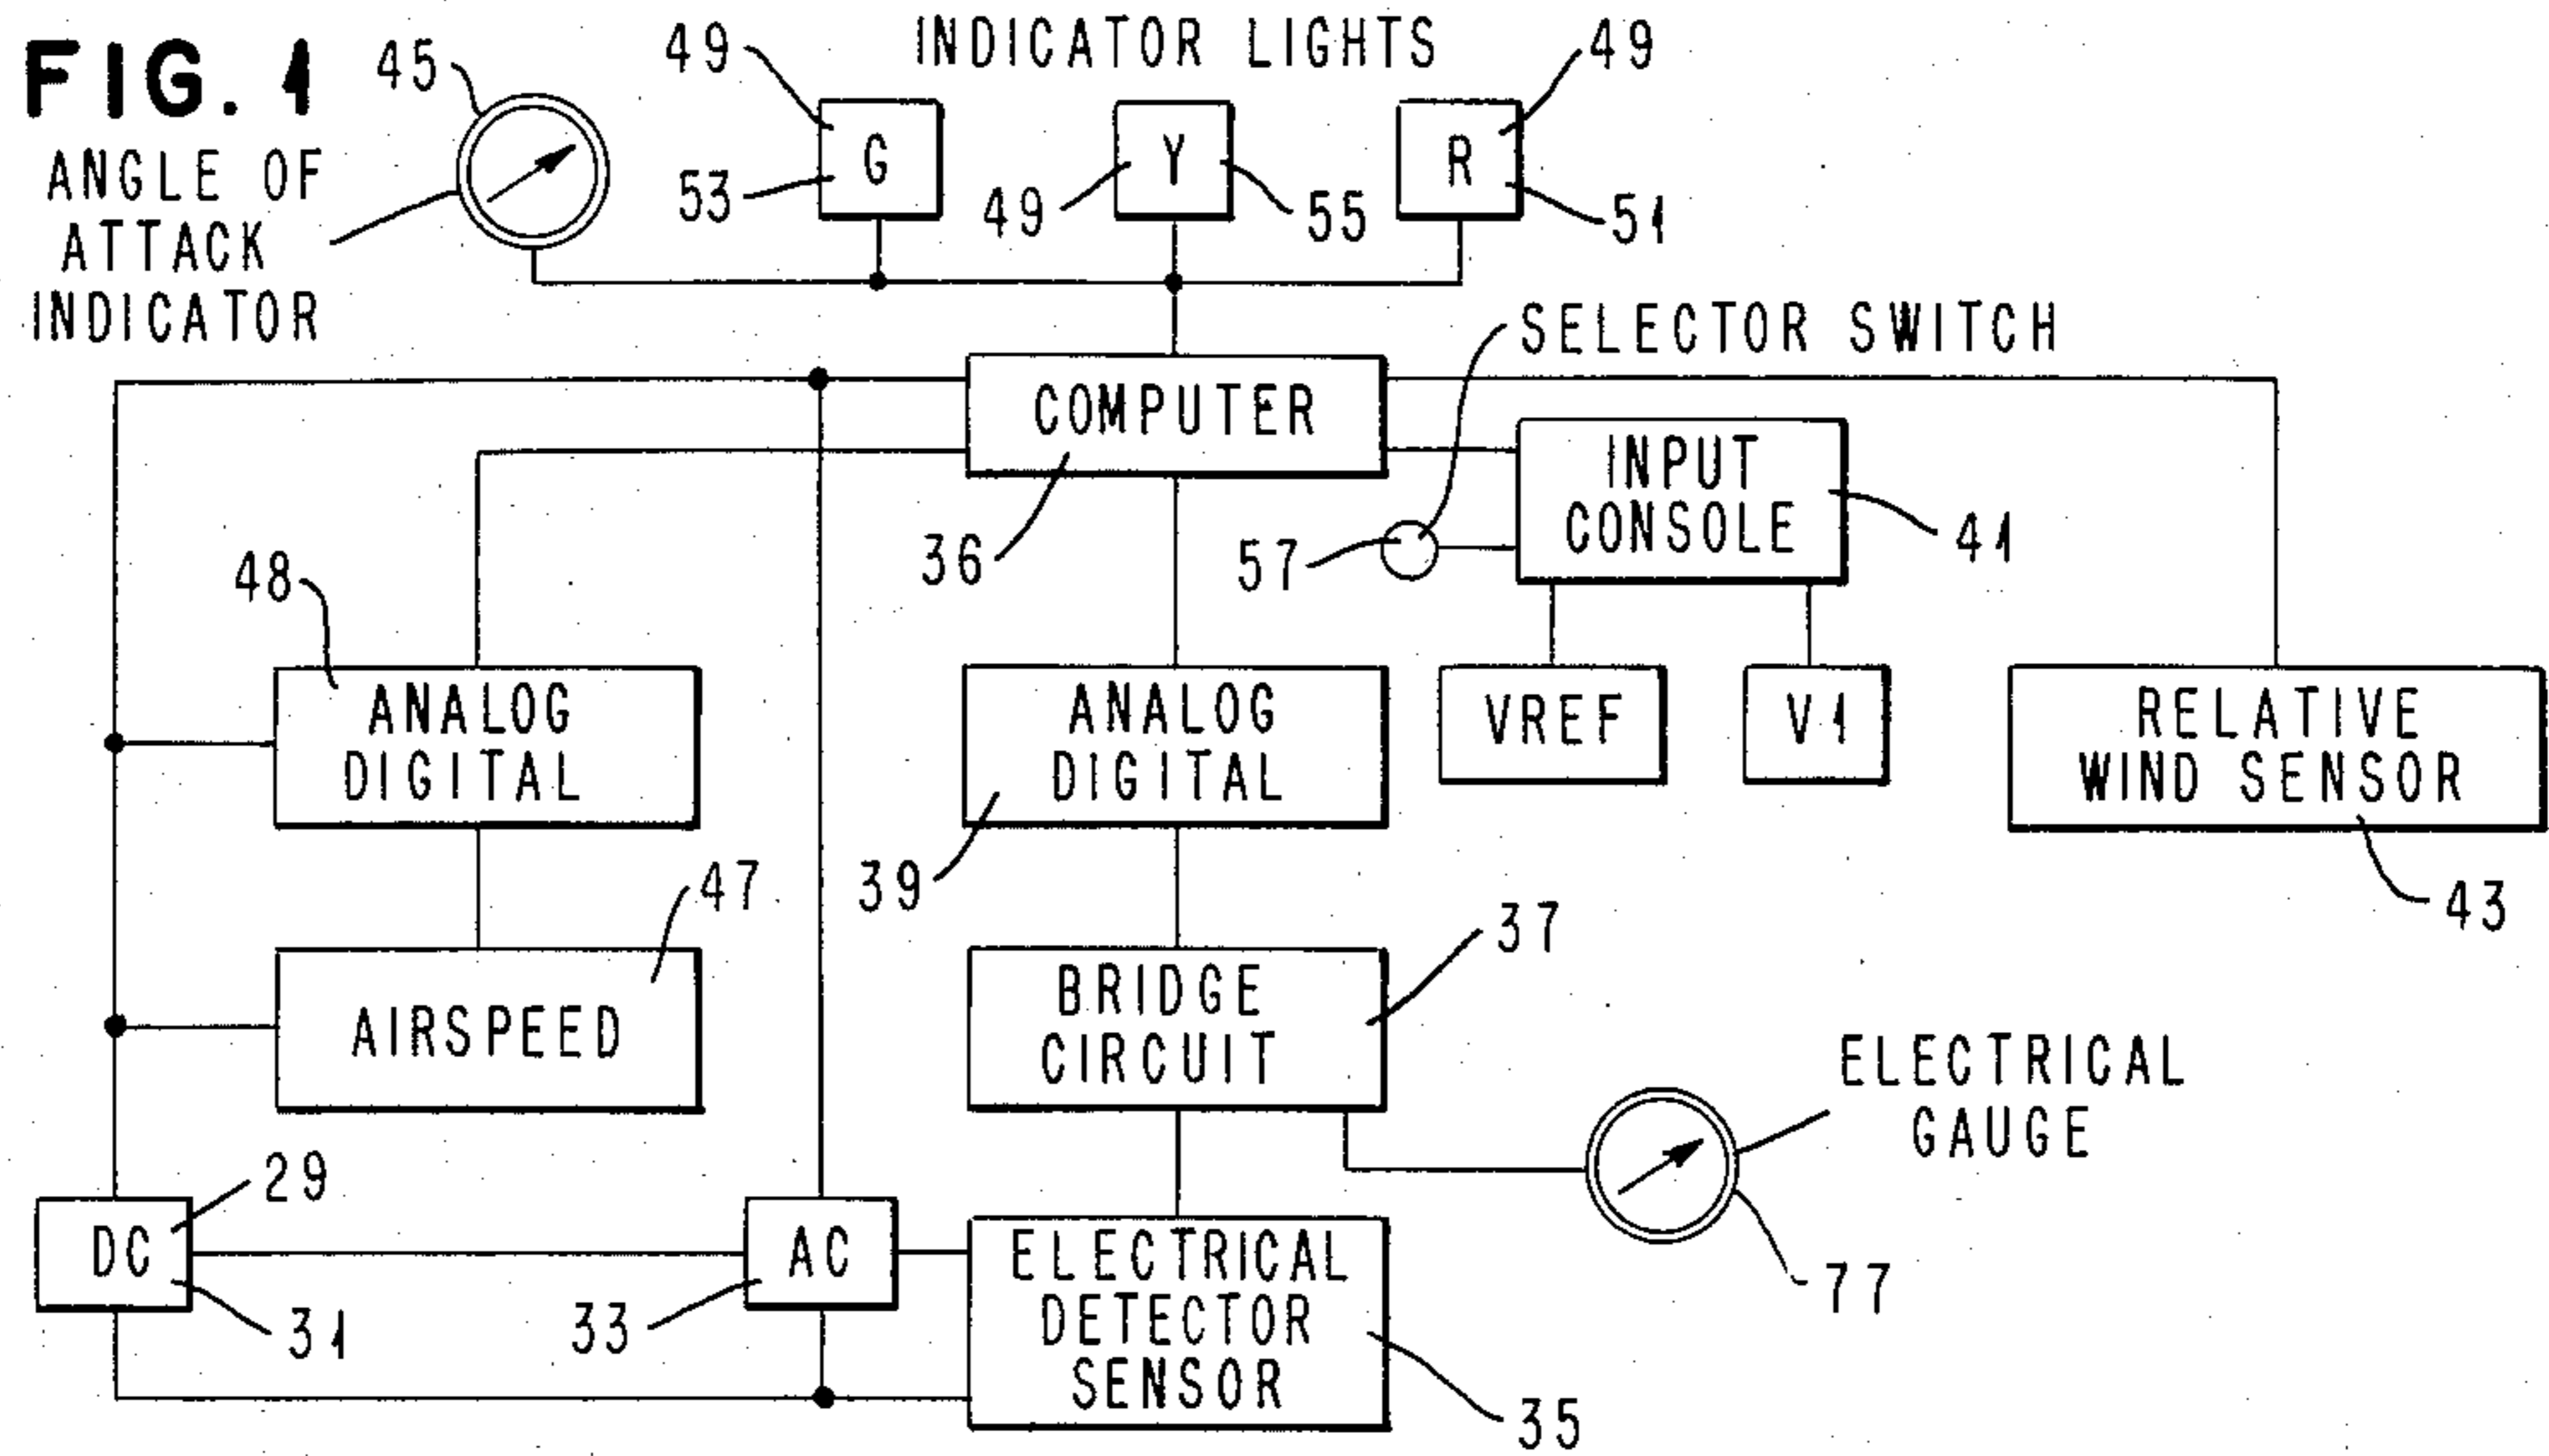 FIG. 1
45
ANGLE OF
ATTACK
INDICATOR
INDICATOR LIGHTS
49
G
53
49
Y
55
49
R
51
SELECTOR SWITCH
COMPUTER
36
INPUT
CONSOLE
41
57
VREF
V1
48
ANALOG
DIGITAL
ANALOG
DIGITAL
39
RELATIVE
WIND SENSOR
43
47
AIRSPEED
BRIDGE
CIRCUIT
37
ELECTRICAL
GAUGE
77
29
DC
31
AC
33
ELECTRICAL
DETECTOR
SENSOR
35